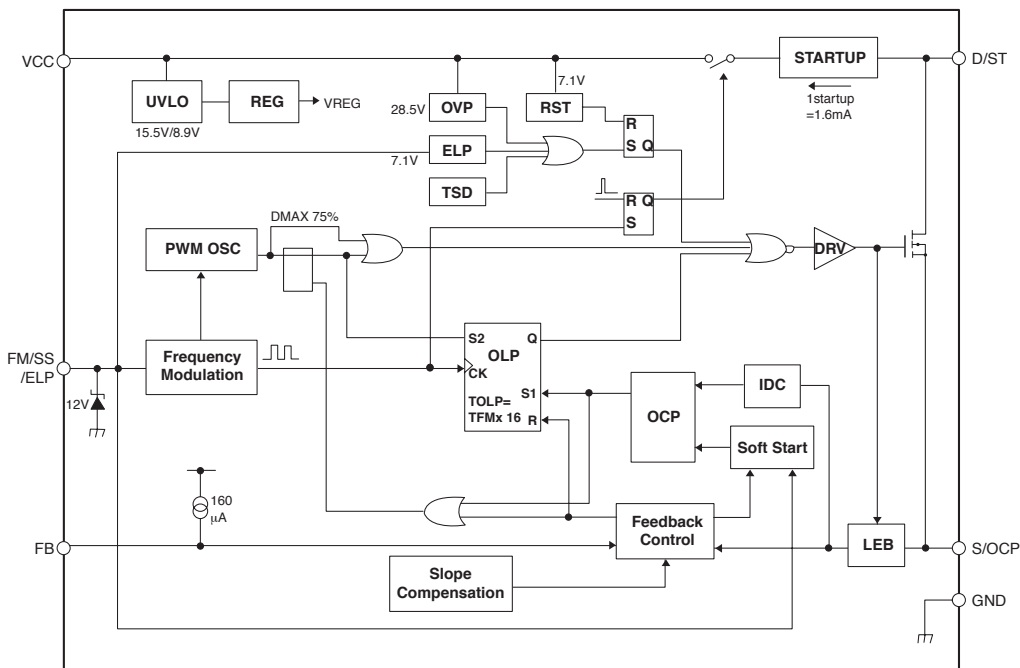 VCC
D/ST
STARTUP
1startup
=1.6mA
7.1V
UVLO
REG
VREG
15.5V/8.9V
28.5V
OVP
RST
R
S Q
7.1V
ELP
TSD
R Q
S
DMAX 75%
PWM OSC
DRV
FM/SS
/ELP
Frequency
Modulation
12V
S2
Q
OLP
CK
TOLP=
TFMx 16
S1
R
OCP
IDC
Soft Start
160
μA
FB
Feedback
Control
LEB
S/OCP
Slope
Compensation
GND